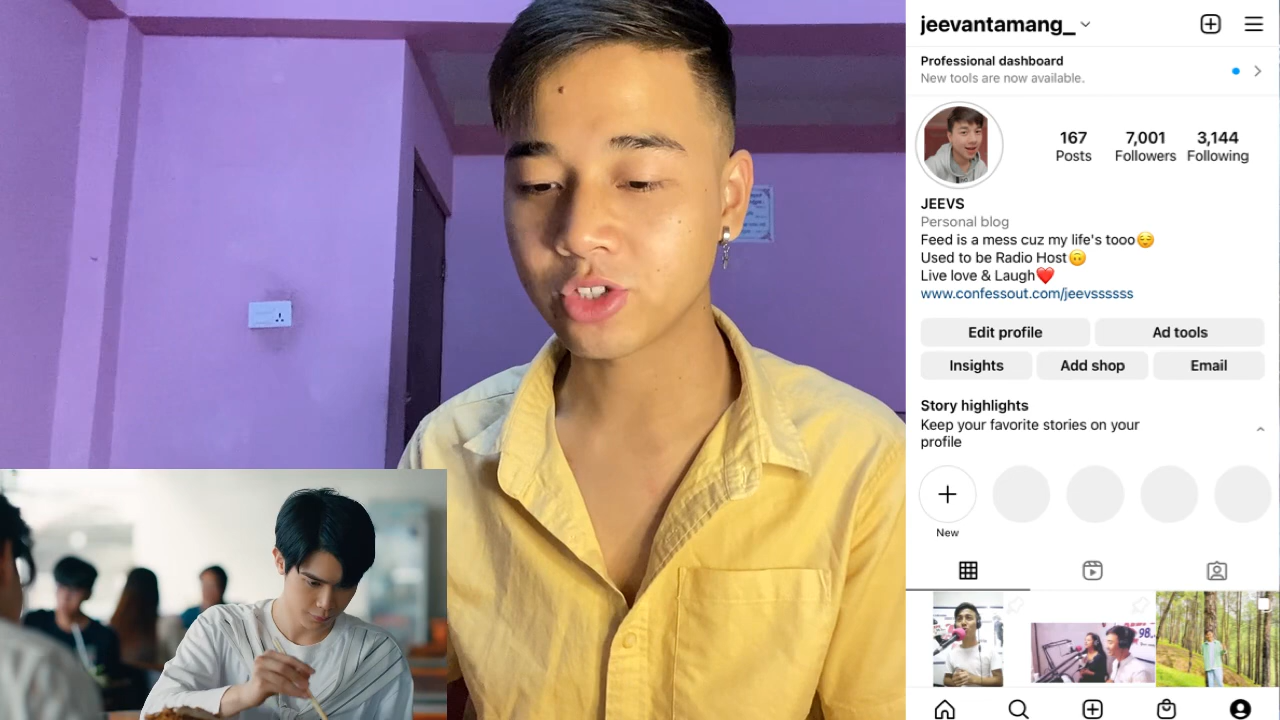 jeevantamang_
Professional dashboard
New tools are now available.
167
7,001
3,144
Posts
Followers
Following
JEEVS
Personal blog
Feed is a mess cuz my life's tooo😌
Used to be Radio Host🙃
Live love & Laugh❤️
www.confessout.com/jeevssssss
Edit profile
Ad tools
Insights
Add shop
Email
Story highlights
Keep your favorite stories on your
profile
New